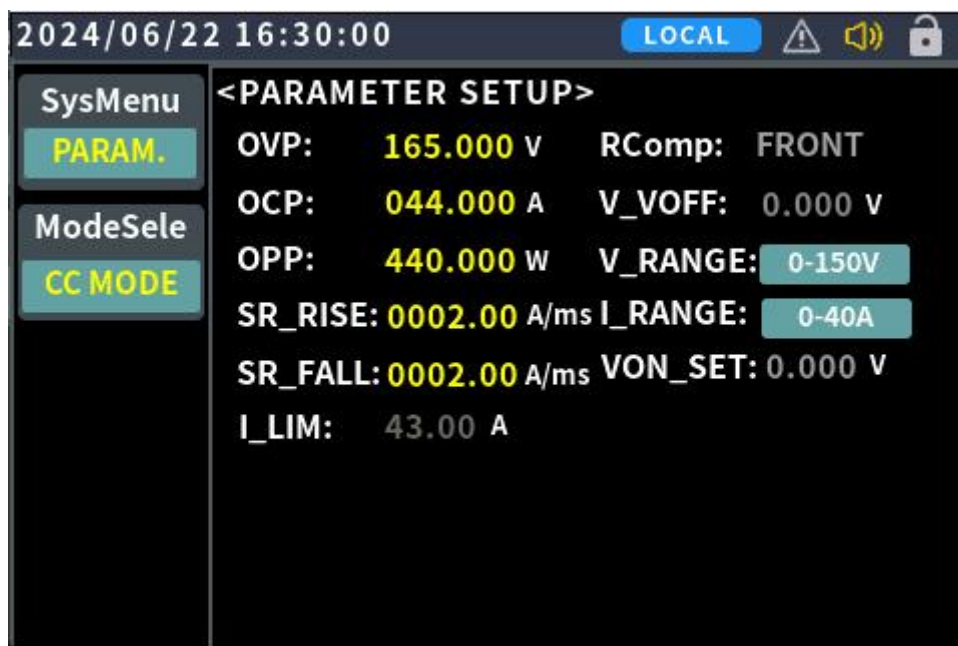 2024/06/22 16:30:00 LOCAL
SysMenu
PARAM.
ModeSele
CC MODE
<PARAMETER SETUP>
OVP: 165.000 V RComp: FRONT
OCP: 044.000 A V_VOFF: 0.000 V
OPP: 440.000 W V_RANGE: 0-150V
SR_RISE: 0002.00 A/ms I_RANGE: 0-40A
SR_FALL: 0002.00 A/ms VON_SET: 0.000 V
I_LIM: 43.00 A